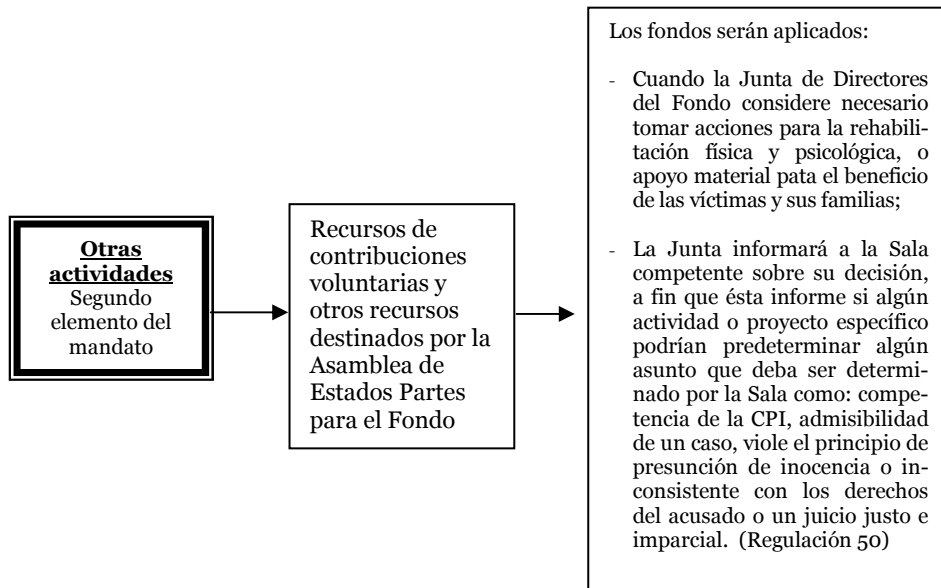 Otras
actividades
Segundo
elemento del
mandato
Recursos de
contribuciones
voluntarias y
otros recursos
destinados por la
Asamblea de
Estados Partes
para el Fondo
Los fondos serán aplicados:
- Cuando la Junta de Directores
del Fondo considere necesario
tomar acciones para la rehabili-
tación física y psicológica, o
apoyo material pata el beneficio
de las víctimas y sus familias;
- La Junta informará a la Sala
competente sobre su decisión,
a fin que ésta informe si algún
actividad o proyecto específico
podrían predeterminar algún
asunto que deba ser determi-
nado por la Sala como: compe-
tencia de la CPI, admisibilidad
de un caso, viole el principio de
presunción de inocencia o in-
consistente con los derechos
del acusado o un juicio justo e
imparcial. (Regulación 50)